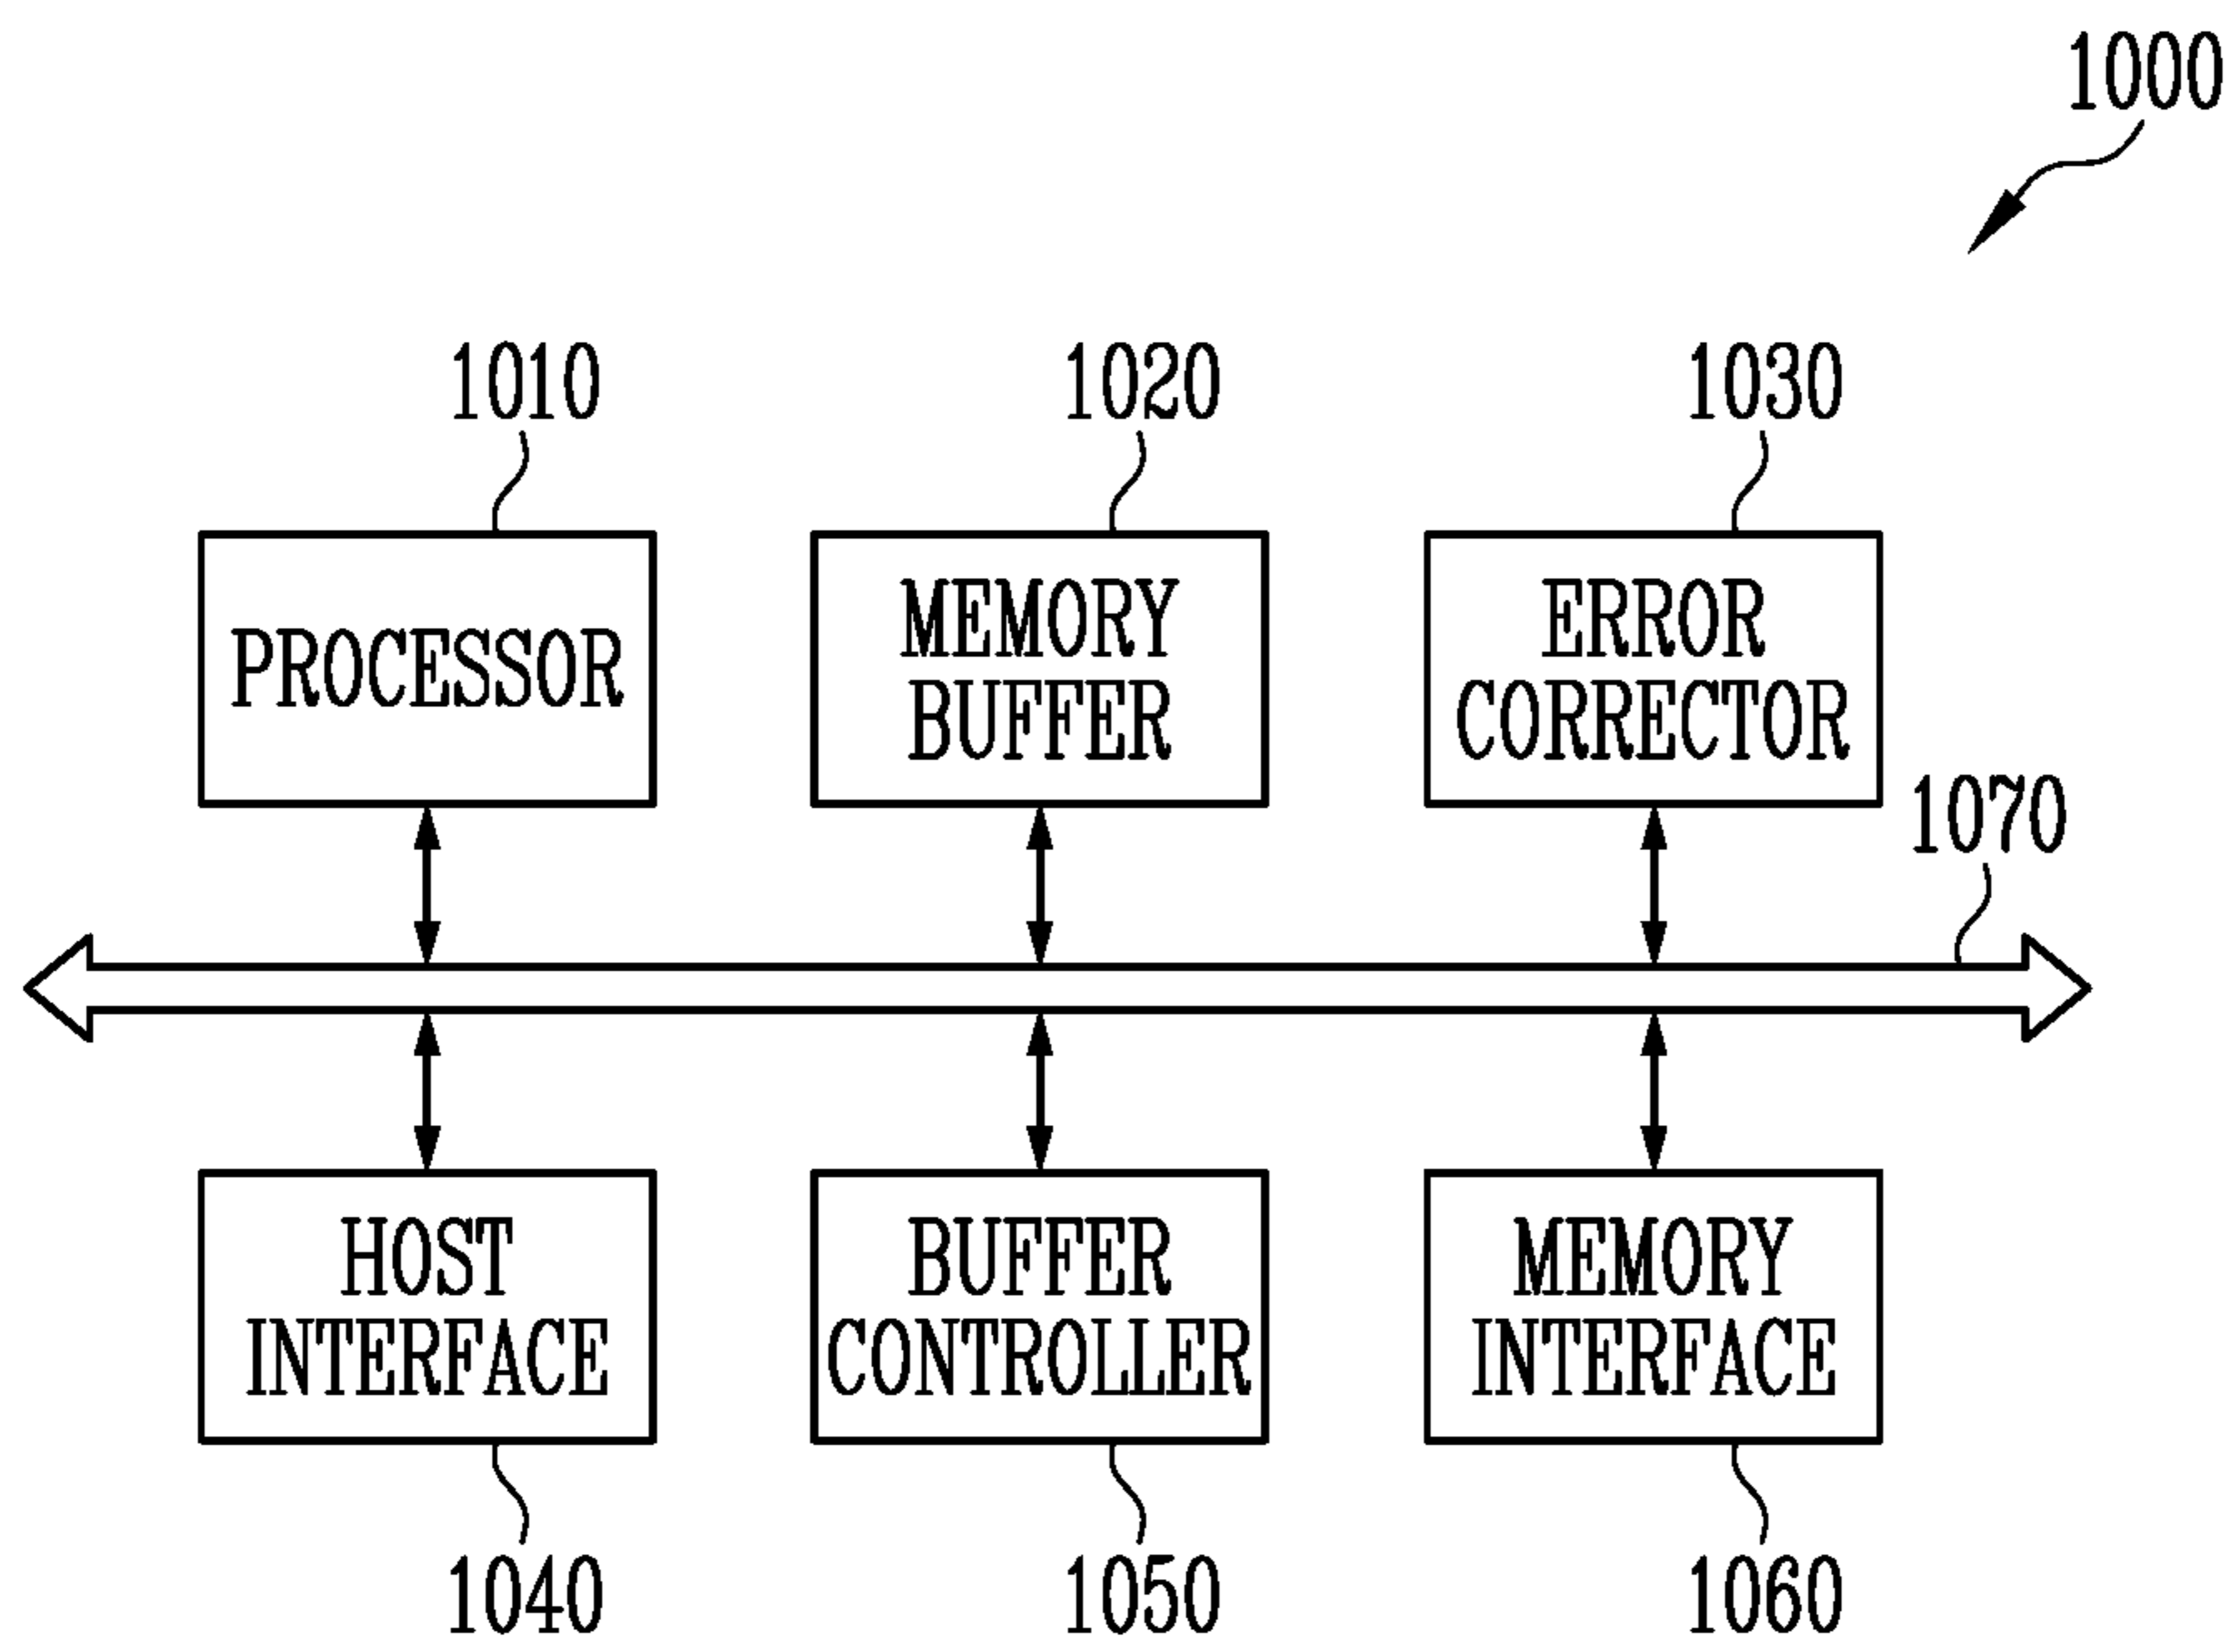 1000
1010
1020
1030
PROCESSOR
MEMORY
BUFFER
ERROR
CORRECTOR
1070
HOST
INTERFACE
BUFFER
CONTROLLER
MEMORY
INTERFACE
1040
1050
1060